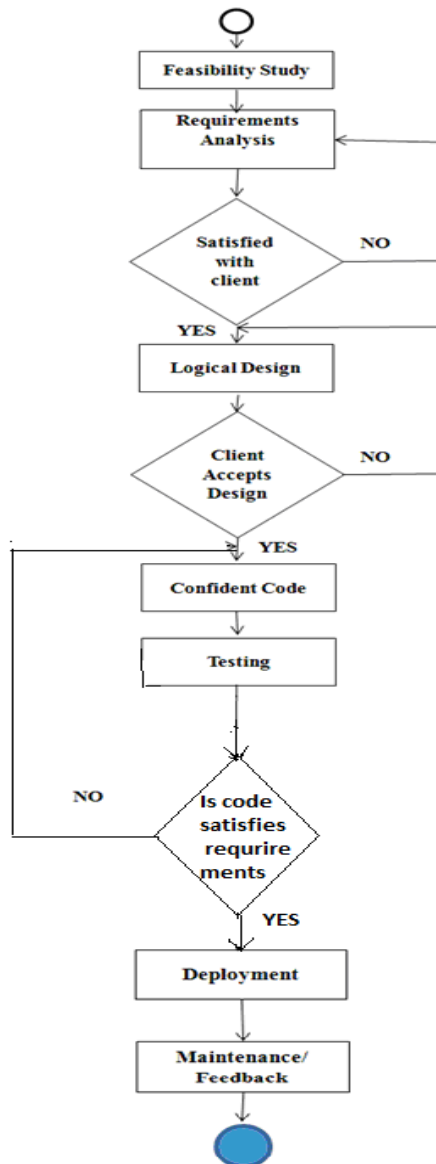 Feasibility Study
Requirements
Analysis
Satisfied
with
client
NO
YES
Logical Design
Client
Accepts
Design
NO
YES
Confident Code
Testing
NO
Is code
satisfies
requrire
ments
YES
Deployment
Maintenance/
Feedback